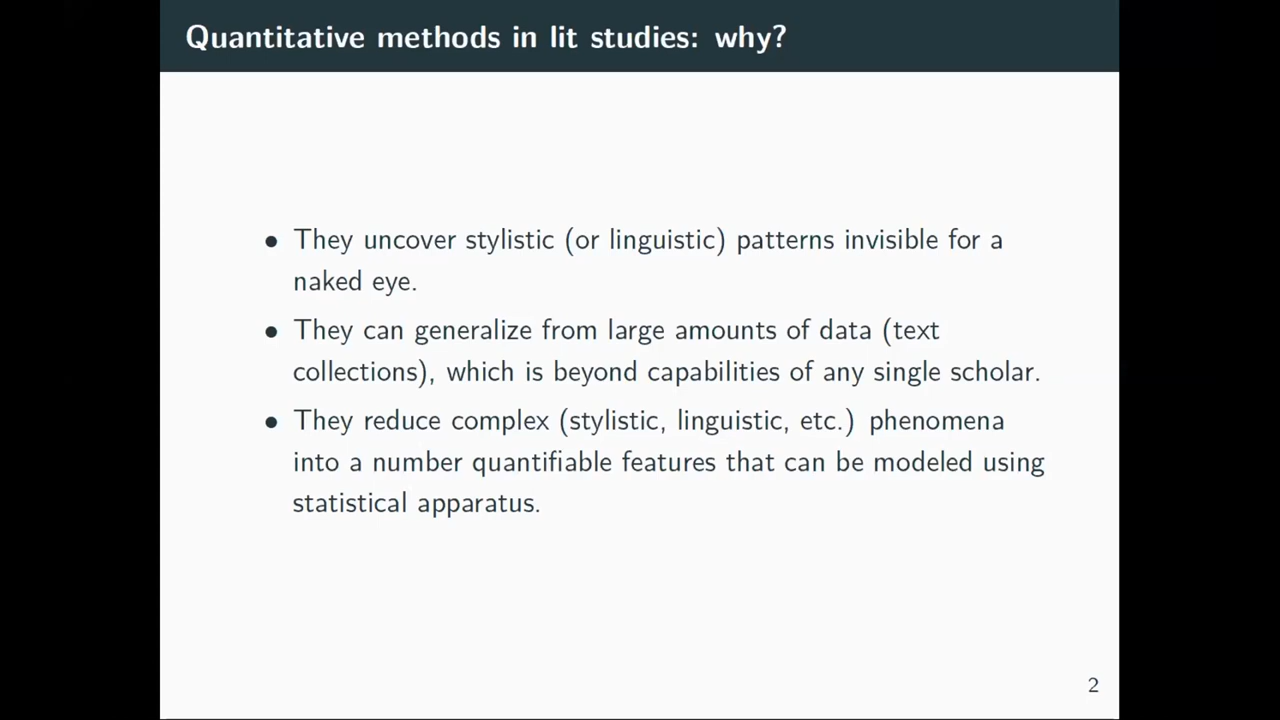 Quantitative methods in lit studies: why?
• They uncover stylistic (or linguistic) patterns invisible for a
naked eye.
• They can generalize from large amounts of data (text
collections), which is beyond capabilities of any single scholar.
• They reduce complex (stylistic, linguistic, etc.) phenomena
into a number quantifiable features that can be modeled using
statistical apparatus.
2